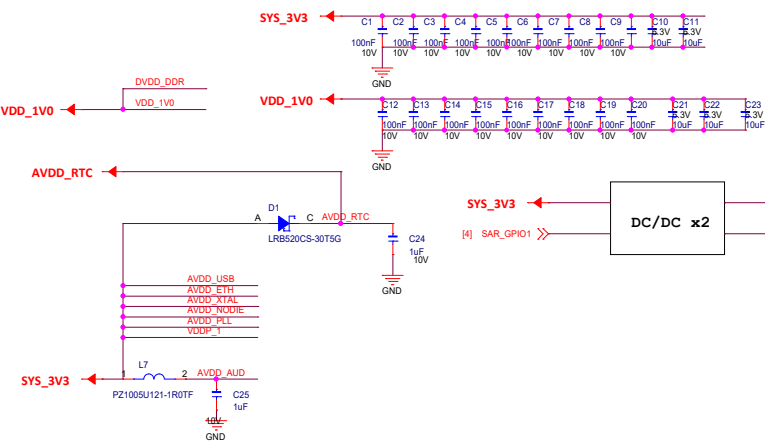 SYS_3V3
C1 C2 C3 C4 C5 C6 C7 C8 C9 C10 C11
6.3V 6.3V
100nF 100nF 100nF 100nF 100nF 100nF 100nF 100nF 100nF 10uF 10uF
10V 10V 10V 10V 10V 10V 10V 10V 10V
GND
DVDD_DDR
VDD_1V0
VDD_1V0
VDD_1V0
C12 C13 C14 C15 C16 C17 C18 C19 C20 C21 C22 C23
6.3V 6.3V 6.3V
100nF 100nF 100nF 100nF 100nF 100nF 100nF 100nF 100nF 10uF 10uF 10uF
10V 10V 10V 10V 10V 10V 10V 10V 10V
GND
AVDD_RTC
D1
A C AVDD_RTC
LRB520CS-30T5G
C24
1uF
10V
GND
SYS_3V3
[4] SAR_GPIO1
DC/DC x2
AVDD_USB
AVDD_ETH
AVDD_XTAL
AVDD_NODIE
AVDD_PLL
VDDP_1
SYS_3V3
L7
1 2 AVDD_AUD
PZ1005U121-1R0TF
C25
1uF
10V
GND